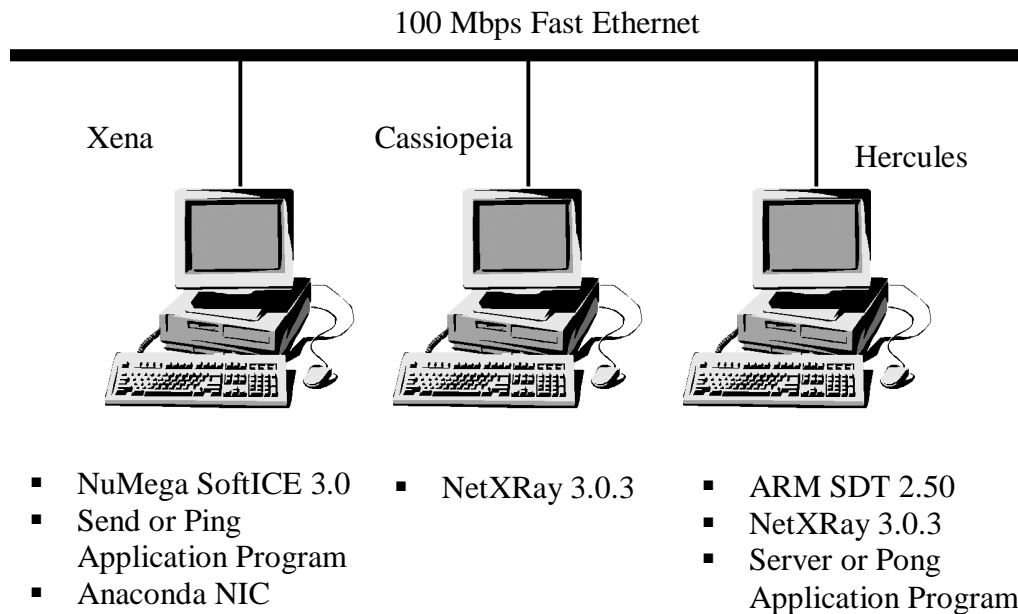 100 Mbps Fast Ethernet
Xena
Cassiopeia
Hercules
▪ NuMega SoftICE 3.0
▪ Send or Ping
Application Program
▪ Anaconda NIC
▪ NetXRay 3.0.3
▪ ARM SDT 2.50
▪ NetXRay 3.0.3
▪ Server or Pong
Application Program